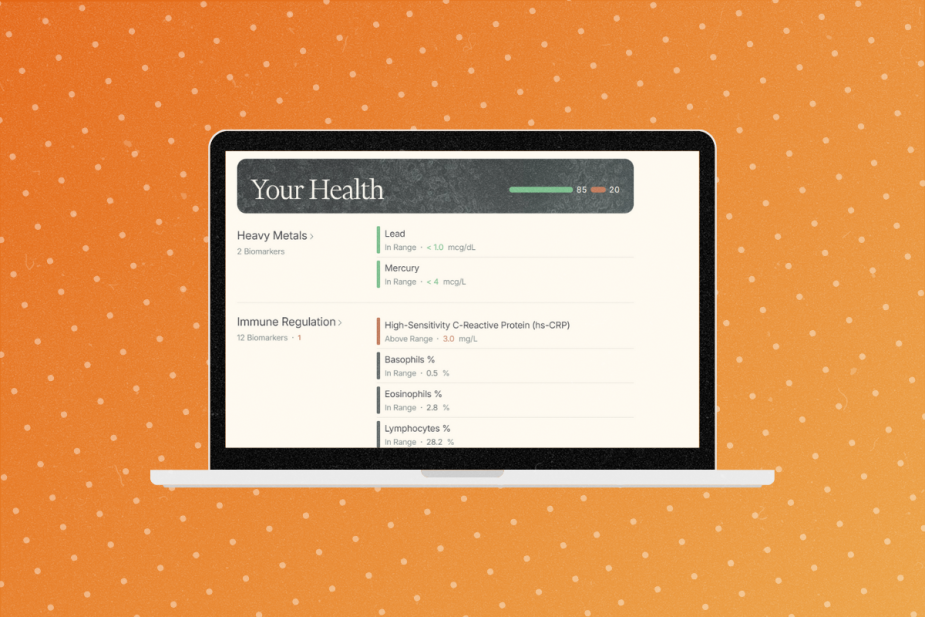 Your Health
85 20
Heavy Metals ›
2 Biomarkers
Lead
In Range · < 1.0 mcg/dL
Mercury
In Range · < 4 mcg/L
Immune Regulation ›
12 Biomarkers · 1
High-Sensitivity C-Reactive Protein (hs-CRP)
Above Range · 3.0 mg/L
Basophils %
In Range · 0.5 %
Eosinophils %
In Range · 2.8 %
Lymphocytes %
In Range · 28.2 %